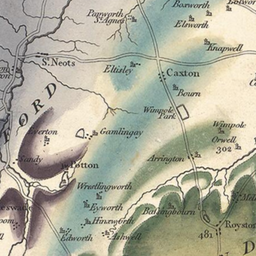 Papworth
St Agnes
Boxworth
Elsworth
Knapwell
St. Neots
Eltisley
Caxton
Bourn
Wimpole
Park
FORD
Everton
Gamlingay
Wimpole
Orwell
302
Arrington
Sandy
Potton
Wrestlingworth
Eyworth
Hinxworth
Bassingbourn
Royston
481
Edworth
Ashwell
D